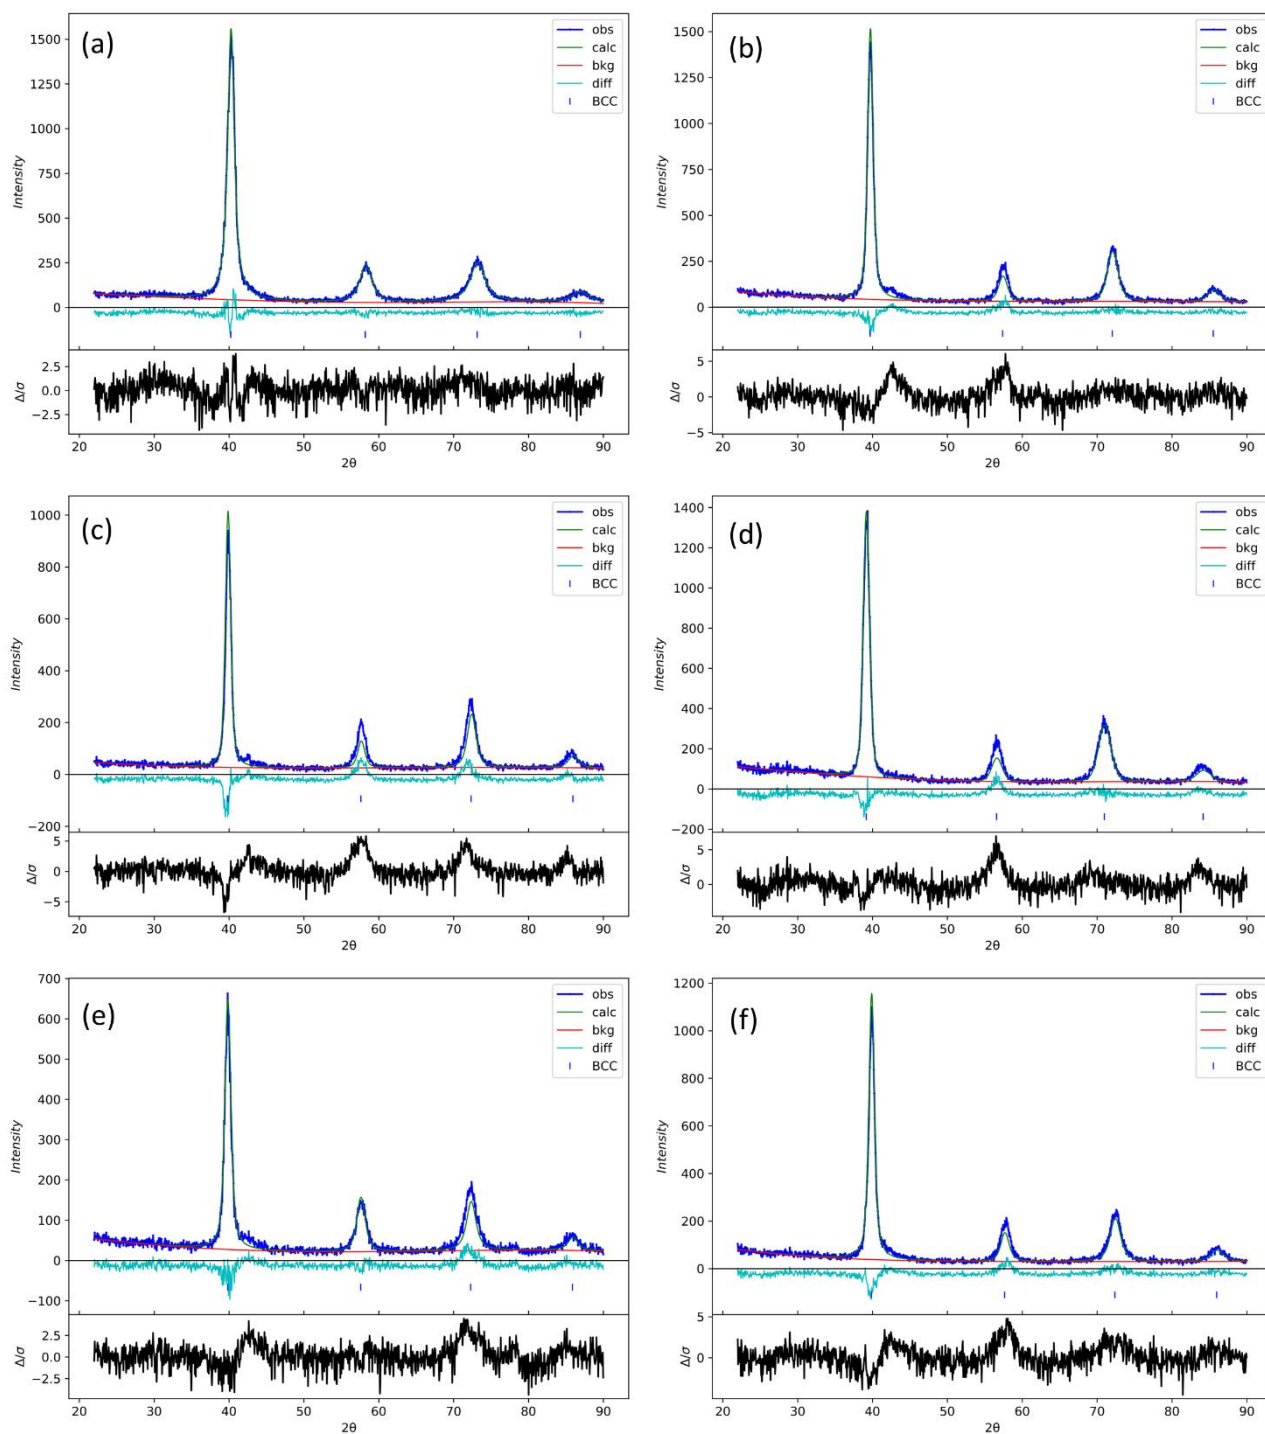 (a)
obs
calc
bkg
diff
BCC
Intensity
1500
1250
1000
750
500
250
0
Δ/σ
2.5
0.0
−2.5
20 30 40 50 60 70 80 90
2θ
(b)
obs
calc
bkg
diff
BCC
Intensity
1500
1250
1000
750
500
250
0
Δ/σ
5
0
−5
20 30 40 50 60 70 80 90
2θ
(c)
obs
calc
bkg
diff
BCC
Intensity
1000
800
600
400
200
0
−200
Δ/σ
5
0
−5
20 30 40 50 60 70 80 90
2θ
(d)
obs
calc
bkg
diff
BCC
Intensity
1400
1200
1000
800
600
400
200
0
−200
Δ/σ
5
0
20 30 40 50 60 70 80 90
2θ
(e)
obs
calc
bkg
diff
BCC
Intensity
700
600
500
400
300
200
100
0
−100
Δ/σ
2.5
0.0
−2.5
20 30 40 50 60 70 80 90
2θ
(f)
obs
calc
bkg
diff
BCC
Intensity
1200
1000
800
600
400
200
0
Δ/σ
5
0
20 30 40 50 60 70 80 90
2θ